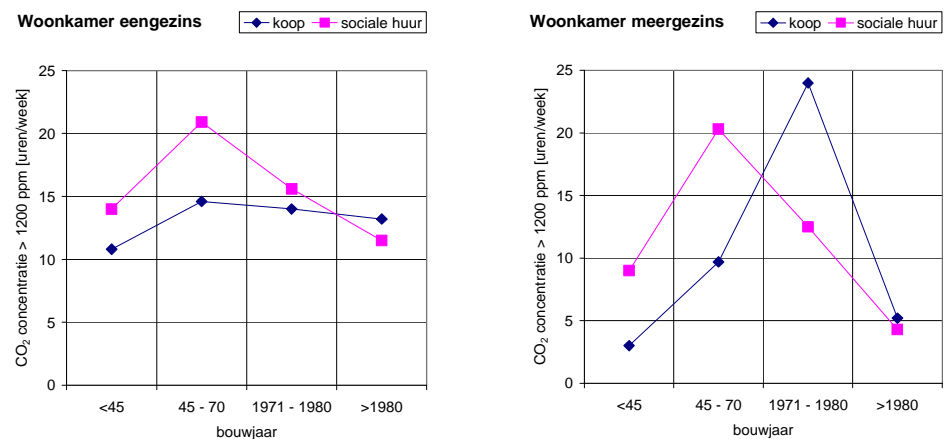 Woonkamer eengezins
koop sociale huur
CO₂ concentratie > 1200 ppm [uren/week]
25
20
15
10
5
0
<45 45 - 70 1971 - 1980 >1980
bouwjaar
Woonkamer meergezins
koop sociale huur
CO₂ concentratie > 1200 ppm [uren/week]
25
20
15
10
5
0
<45 45 - 70 1971 - 1980 >1980
bouwjaar